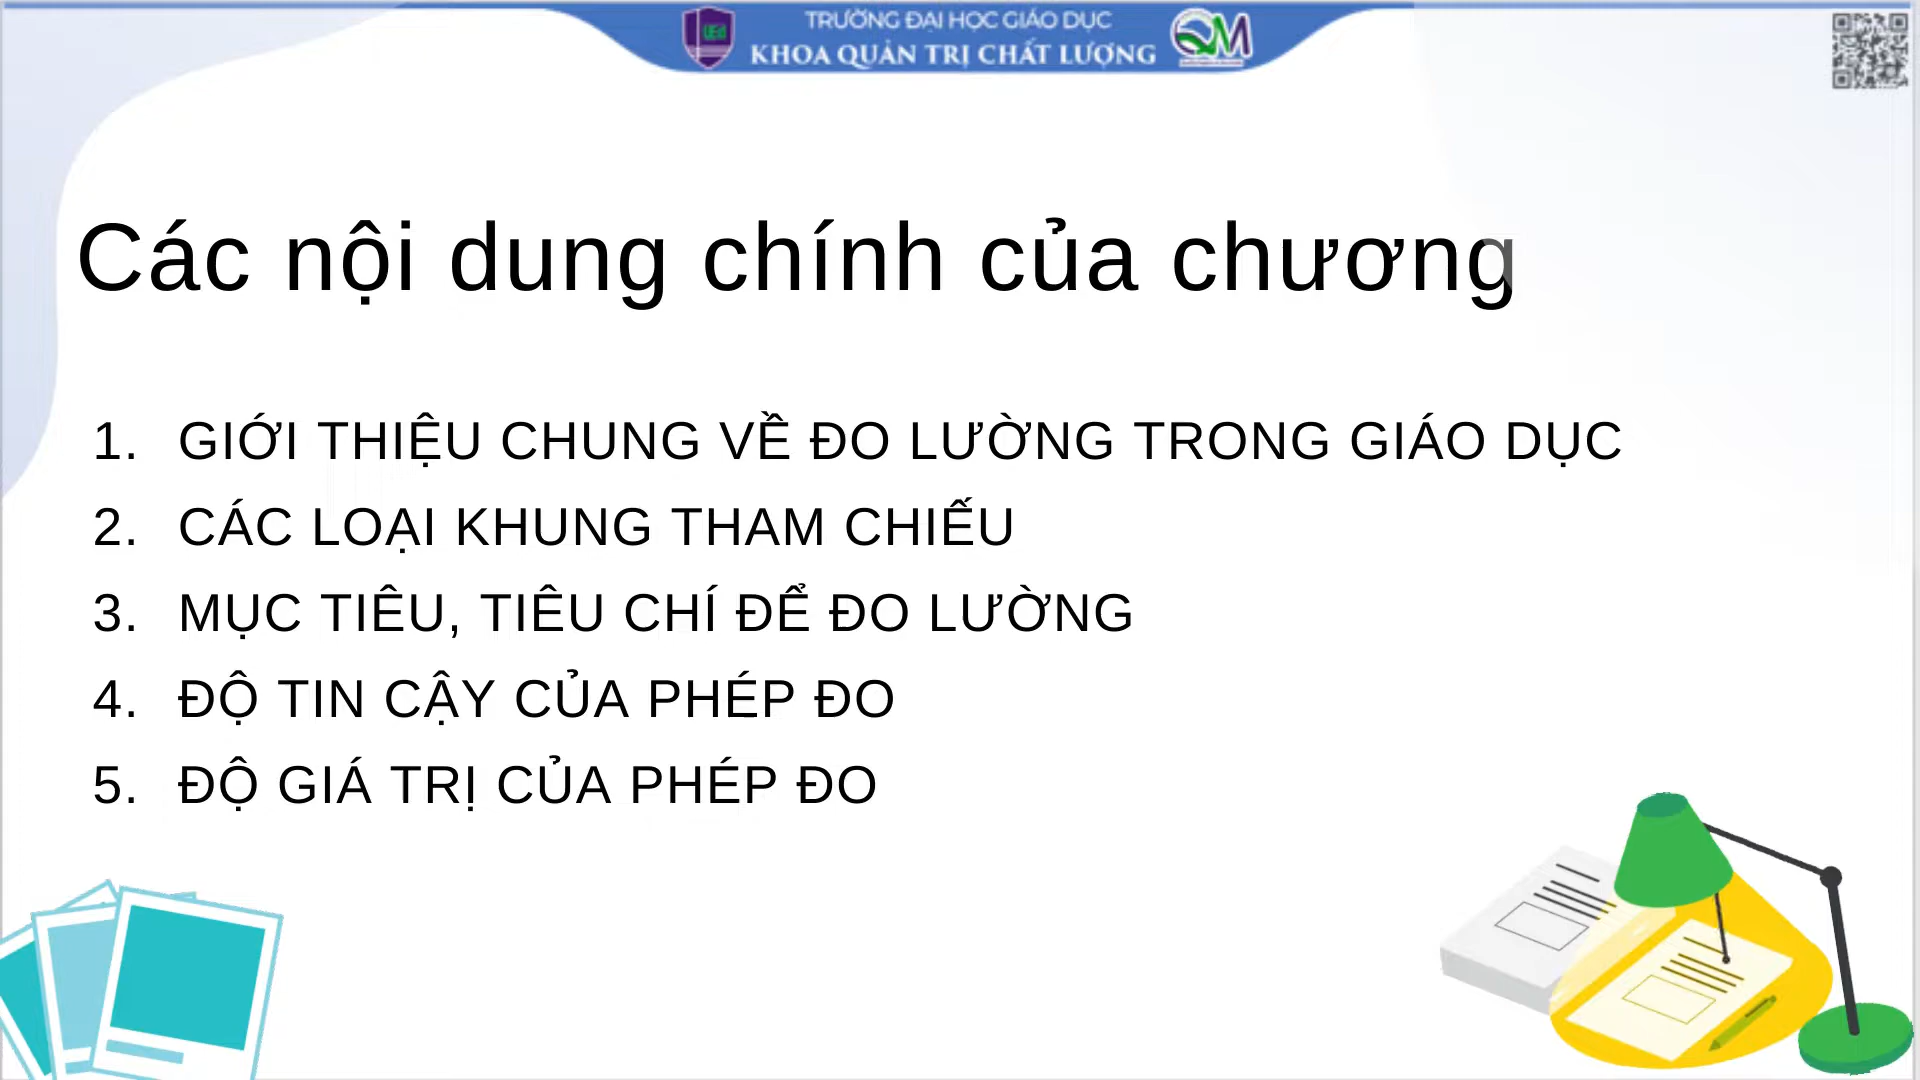 TRƯỜNG ĐẠI HỌC GIÁO DỤC
KHOA QUẢN TRỊ CHẤT LƯỢNG
UEd
QM
Các nội dung chính của chương
1. GIỚI THIỆU CHUNG VỀ ĐO LƯỜNG TRONG GIÁO DỤC
2. CÁC LOẠI KHUNG THAM CHIẾU
3. MỤC TIÊU, TIÊU CHÍ ĐỂ ĐO LƯỜNG
4. ĐỘ TIN CẬY CỦA PHÉP ĐO
5. ĐỘ GIÁ TRỊ CỦA PHÉP ĐO